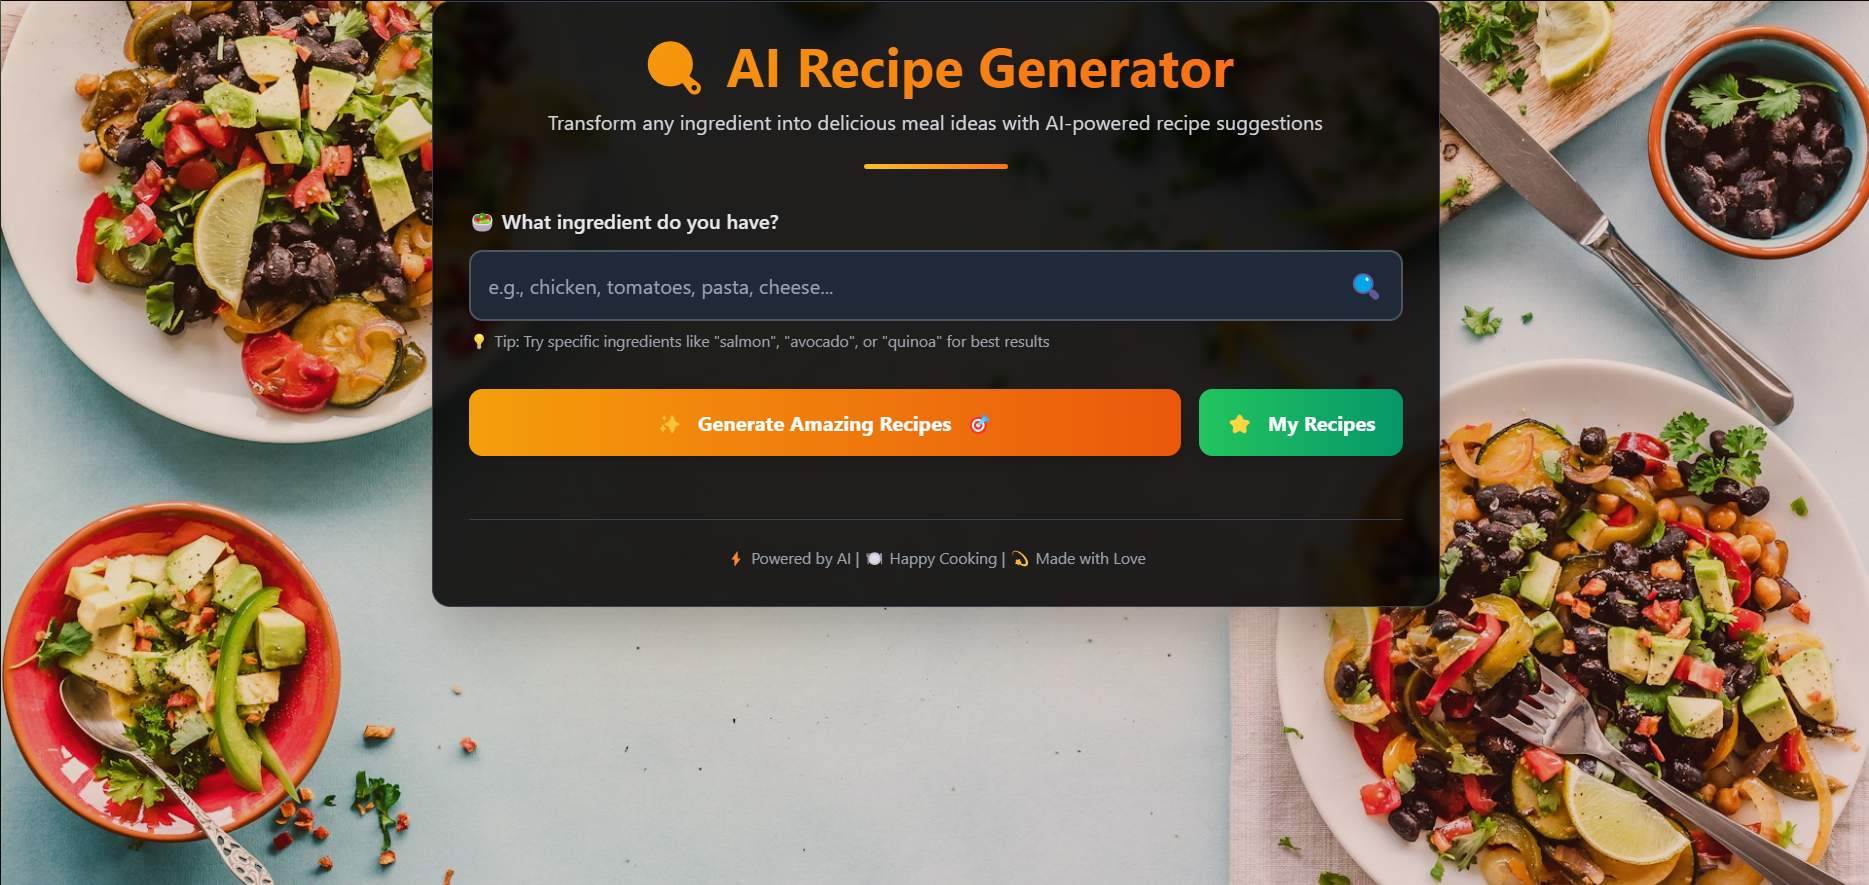 AI Recipe Generator
Transform any ingredient into delicious meal ideas with AI-powered recipe suggestions
What ingredient do you have?
e.g., chicken, tomatoes, pasta, cheese...
Tip: Try specific ingredients like "salmon", "avocado", or "quinoa" for best results
Generate Amazing Recipes
My Recipes
Powered by AI | Happy Cooking | Made with Love